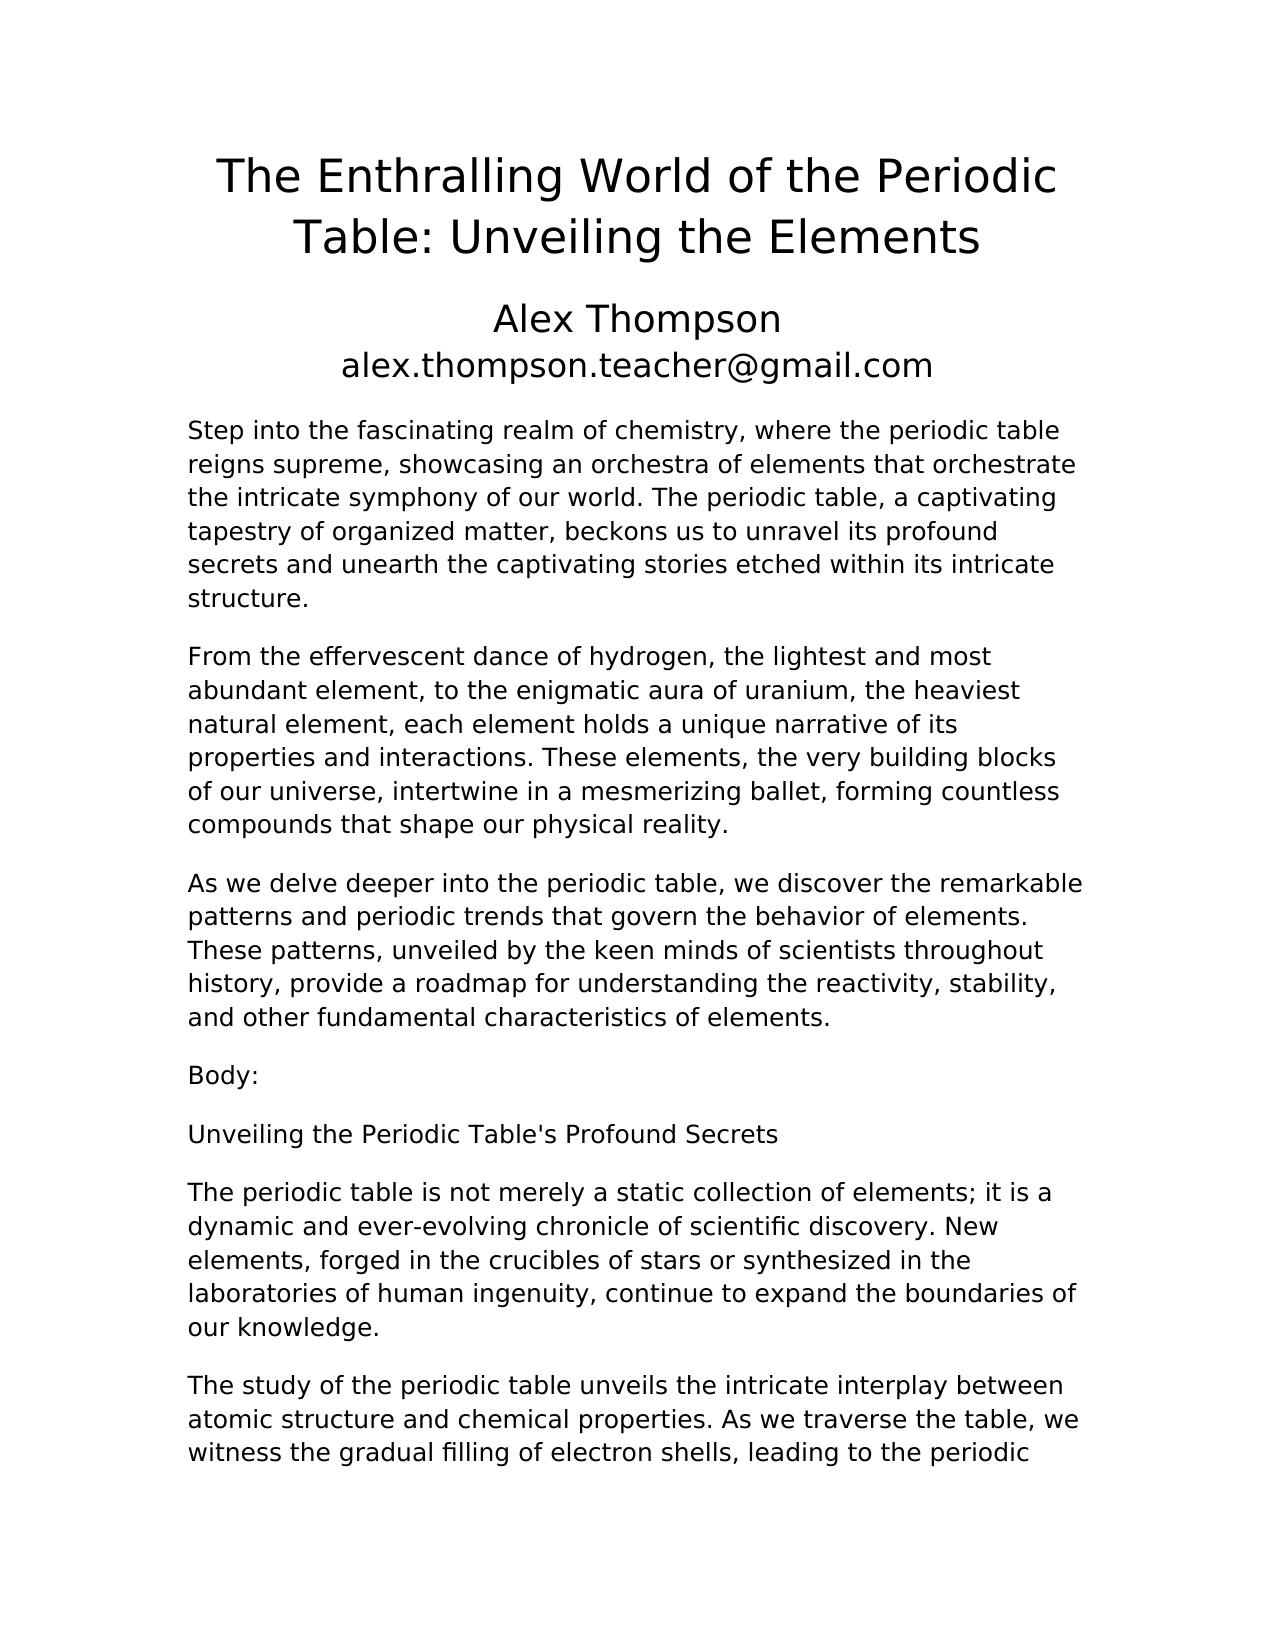 The Enthralling World of the Periodic
Table: Unveiling the Elements
Alex Thompson
alex.thompson.teacher@gmail.com
Step into the fascinating realm of chemistry, where the periodic table
reigns supreme, showcasing an orchestra of elements that orchestrate
the intricate symphony of our world. The periodic table, a captivating
tapestry of organized matter, beckons us to unravel its profound
secrets and unearth the captivating stories etched within its intricate
structure.
From the effervescent dance of hydrogen, the lightest and most
abundant element, to the enigmatic aura of uranium, the heaviest
natural element, each element holds a unique narrative of its
properties and interactions. These elements, the very building blocks
of our universe, intertwine in a mesmerizing ballet, forming countless
compounds that shape our physical reality.
As we delve deeper into the periodic table, we discover the remarkable
patterns and periodic trends that govern the behavior of elements.
These patterns, unveiled by the keen minds of scientists throughout
history, provide a roadmap for understanding the reactivity, stability,
and other fundamental characteristics of elements.
Body:
Unveiling the Periodic Table's Profound Secrets
The periodic table is not merely a static collection of elements; it is a
dynamic and ever-evolving chronicle of scientific discovery. New
elements, forged in the crucibles of stars or synthesized in the
laboratories of human ingenuity, continue to expand the boundaries of
our knowledge.
The study of the periodic table unveils the intricate interplay between
atomic structure and chemical properties. As we traverse the table, we
witness the gradual filling of electron shells, leading to the periodic